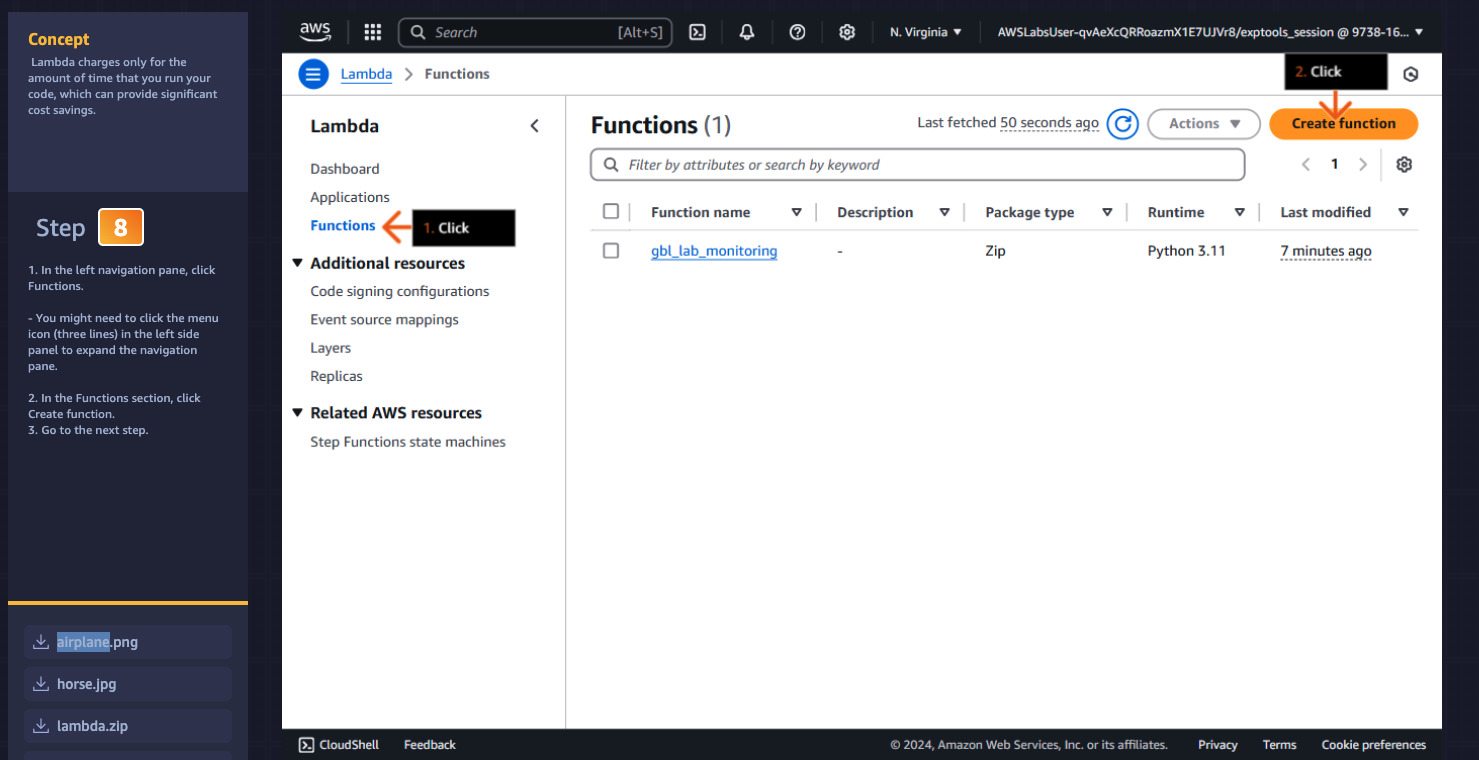 Concept
Lambda charges only for the
amount of time that you run your
code, which can provide significant
cost savings.
Step 8
1. In the left navigation pane, click
Functions.
- You might need to click the menu
icon (three lines) in the left side
panel to expand the navigation
pane.
2. In the Functions section, click
Create function.
3. Go to the next step.
airplane.png
horse.jpg
lambda.zip
aws
Search [Alt+S]
N. Virginia
AWSLabsUser-qvAeXcQRRoazmX1E7UJVr8/exptools_session @ 9738-16...
Lambda > Functions
2. Click
Lambda
Dashboard
Applications
Functions
1. Click
Additional resources
Code signing configurations
Event source mappings
Layers
Replicas
Related AWS resources
Step Functions state machines
Functions (1)
Last fetched 50 seconds ago
Actions
Create function
Filter by attributes or search by keyword
1
Function name Description Package type Runtime Last modified
gbl_lab_monitoring - Zip Python 3.11 7 minutes ago
CloudShell Feedback © 2024, Amazon Web Services, Inc. or its affiliates. Privacy Terms Cookie preferences